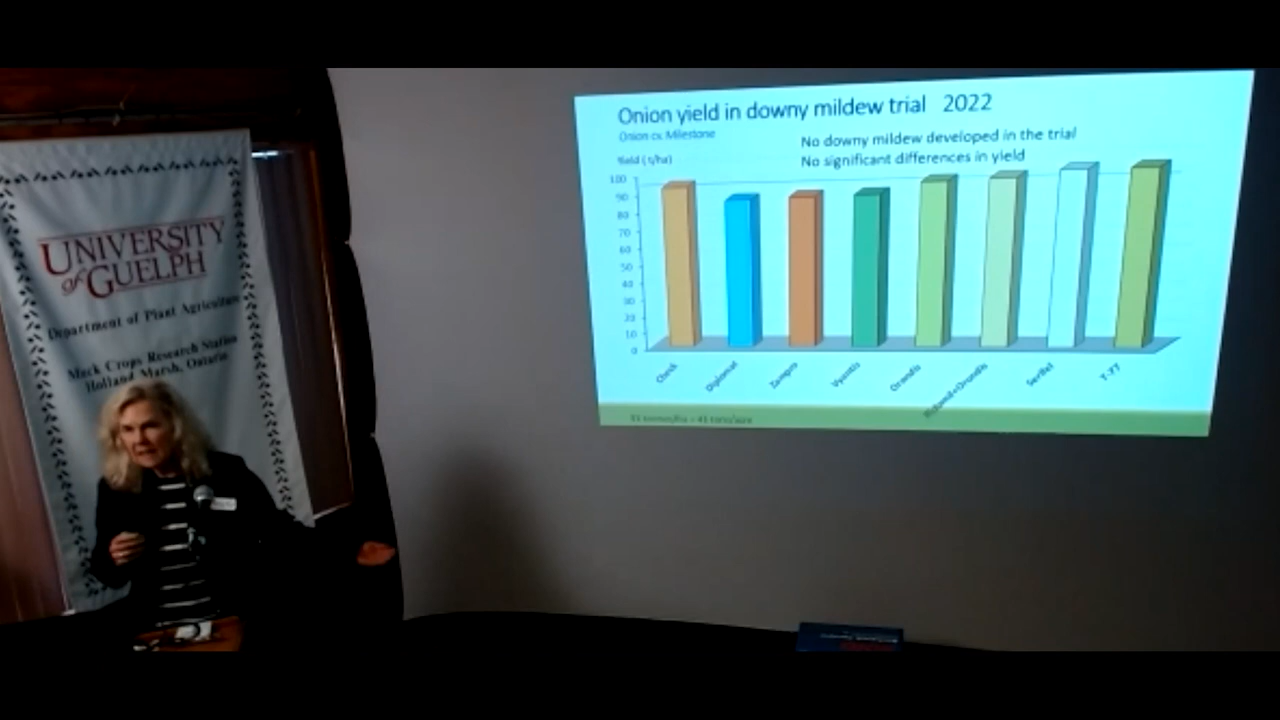 UNIVERSITY
of GUELPH
Department of Plant Agriculture
Muck Crops Research Station
Holland Marsh, Ontario
Onion yield in downy mildew trial 2022
Onion cv. Milestone
No downy mildew developed in the trial
No significant differences in yield
Yield (t/ha)
100
90
80
70
60
50
40
30
20
10
0
Check
Diplomat
Zampro
Orondis
Serifel
T-77